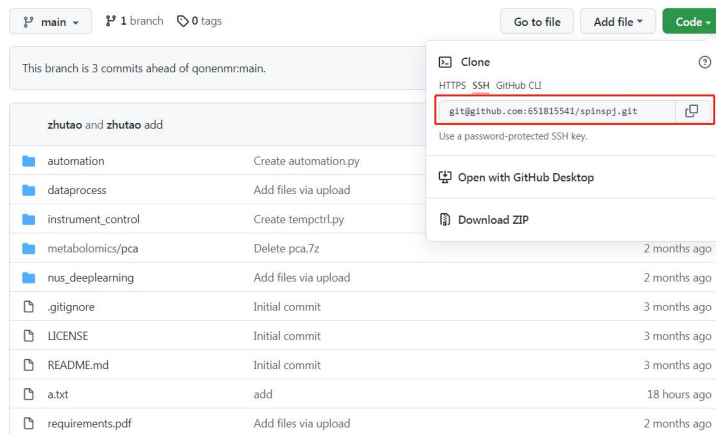 main 1 branch 0 tags Go to file Add file Code
This branch is 3 commits ahead of qonenmr:main.
Clone
HTTPS SSH GitHub CLI
git@github.com:651815541/spinspj.git
Use a password-protected SSH key.
Open with GitHub Desktop
Download ZIP
zhutao and zhutao add
automation Create automation.py
dataprocess Add files via upload
instrument_control Create tempctrl.py
metabolomics/pca Delete pca.7z 2 months ago
nus_deeplearning Add files via upload 2 months ago
.gitignore Initial commit 3 months ago
LICENSE Initial commit 3 months ago
README.md Initial commit 3 months ago
a.txt add 18 hours ago
requirements.pdf Add files via upload 2 months ago